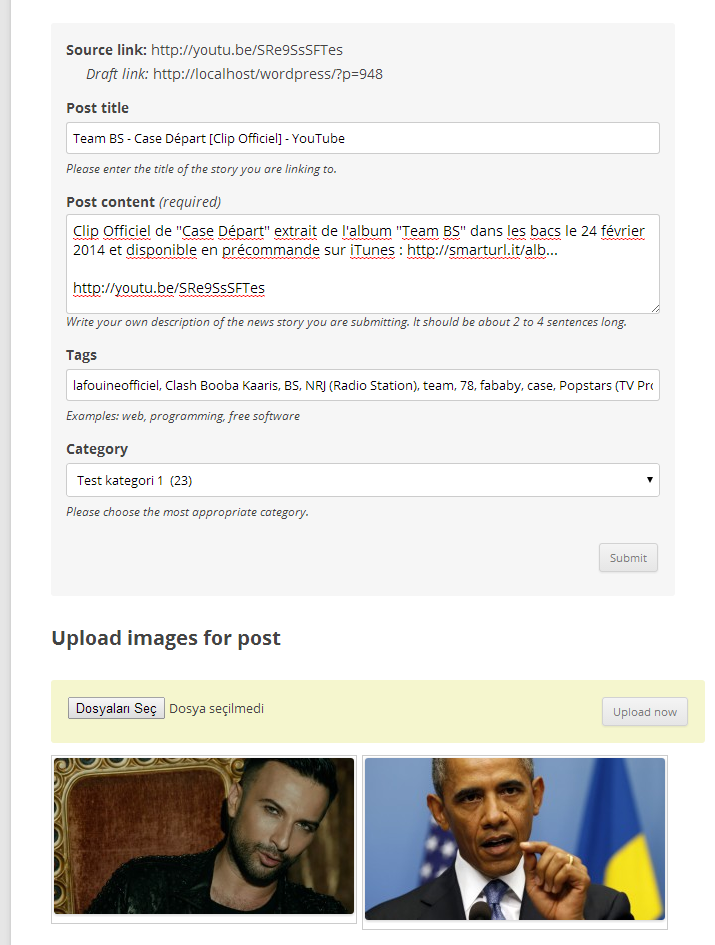 Source link: http://youtu.be/SRe9SsSFTes
Draft link: http://localhost/wordpress/?p=948
Post title
Team BS - Case Départ [Clip Officiel] - YouTube
Please enter the title of the story you are linking to.
Post content (required)
Clip Officiel de "Case Départ" extrait de l'album "Team BS" dans les bacs le 24 février
2014 et disponible en précommande sur iTunes : http://smarturl.it/alb...
http://youtu.be/SRe9SsSFTes
Write your own description of the news story you are submitting. It should be about 2 to 4 sentences long.
Tags
lafouineofficiel, Clash Booba Kaaris, BS, NRJ (Radio Station), team, 78, fababy, case, Popstars (TV Pro
Examples: web, programming, free software
Category
Test kategori 1 (23)
Please choose the most appropriate category.
Submit
Upload images for post
Dosyaları Seç Dosya seçilmedi
Upload now